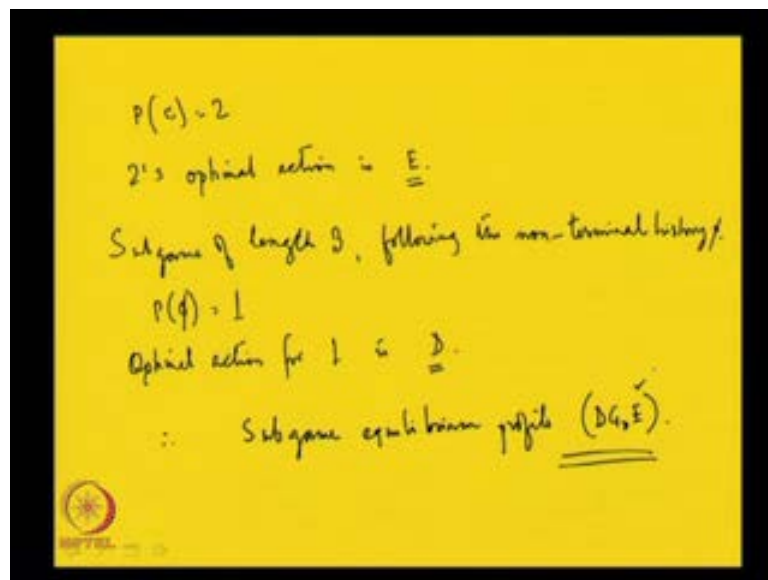 P(c) = 2
2's optimal action is E.
Subgame of length 3, following the non-terminal history ø.
P(ϕ) = 1
Optimal action for 1 is D.
∴ Subgame equilibrium profile (DG, E).
NPTEL